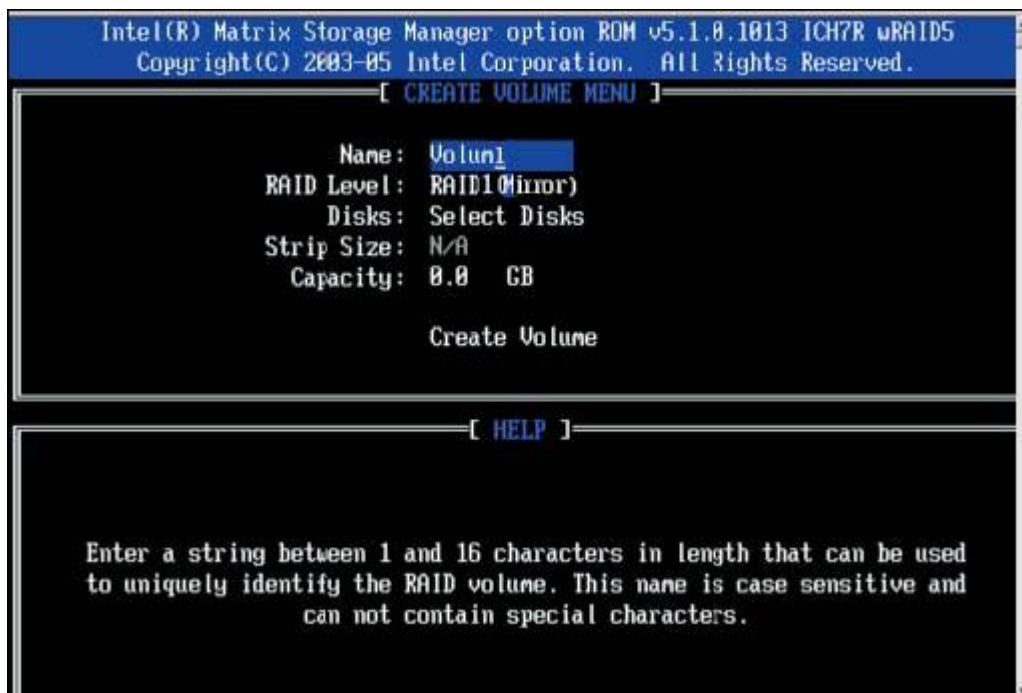 Intel(R) Matrix Storage Manager option ROM v5.1.0.1013 ICH7R wRAID5
Copyright(C) 2003-05 Intel Corporation. All Rights Reserved.
[ CREATE VOLUME MENU ]
Name: Volum1
RAID Level: RAID1(Mirror)
Disks: Select Disks
Strip Size: N/A
Capacity: 0.0 GB
Create Volume
[ HELP ]
Enter a string between 1 and 16 characters in length that can be used
to uniquely identify the RAID volume. This name is case sensitive and
can not contain special characters.